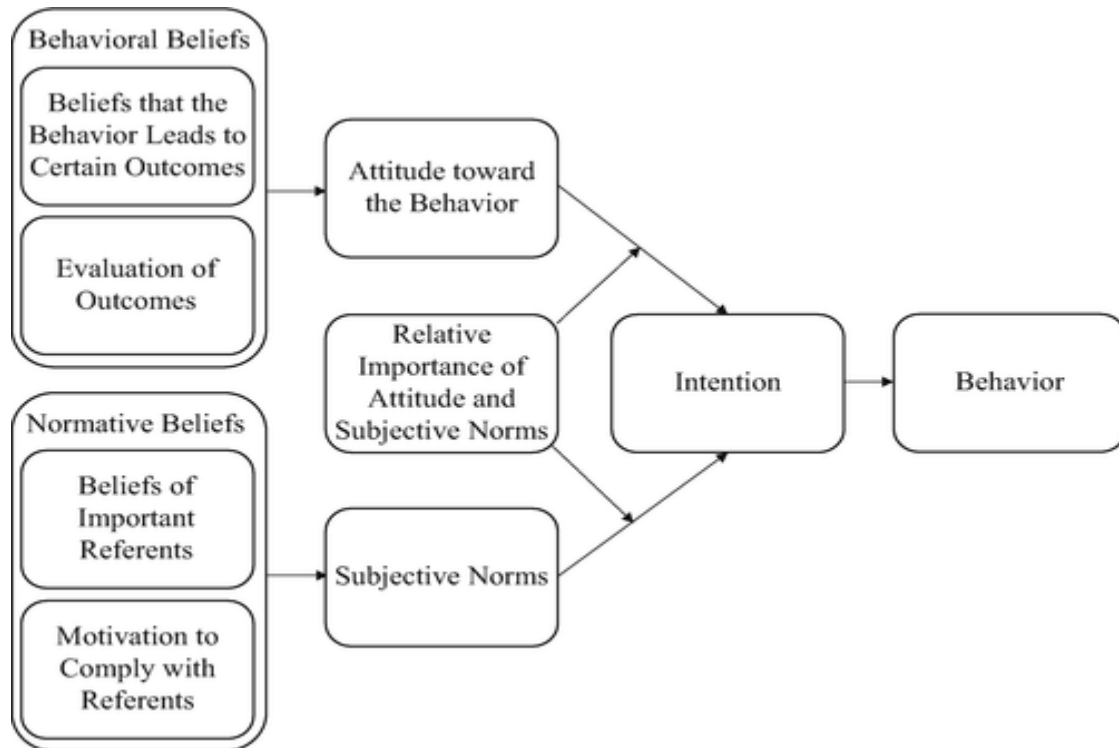 Behavioral Beliefs
Beliefs that the
Behavior Leads to
Certain Outcomes
Evaluation of
Outcomes
Normative Beliefs
Beliefs of
Important
Referents
Motivation to
Comply with
Referents
Attitude toward
the Behavior
Relative
Importance of
Attitude and
Subjective Norms
Subjective Norms
Intention
Behavior